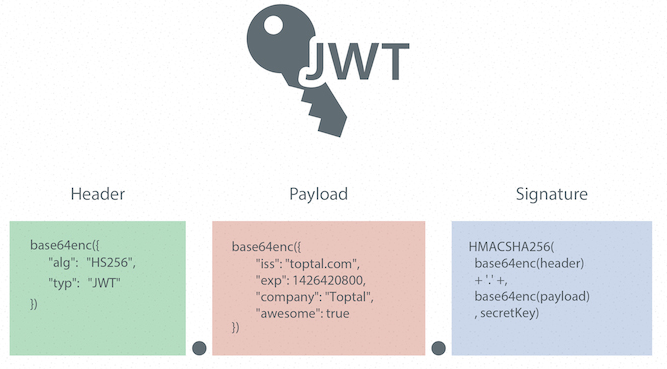 JWT
Header
Payload
Signature
base64enc({
"alg": "HS256",
"typ": "JWT"
})
base64enc({
"iss": "toptal.com",
"exp": 1426420800,
"company": "Toptal",
"awesome": true
})
HMACSHA256(
base64enc(header)
+ '.' +,
base64enc(payload)
, secretKey)